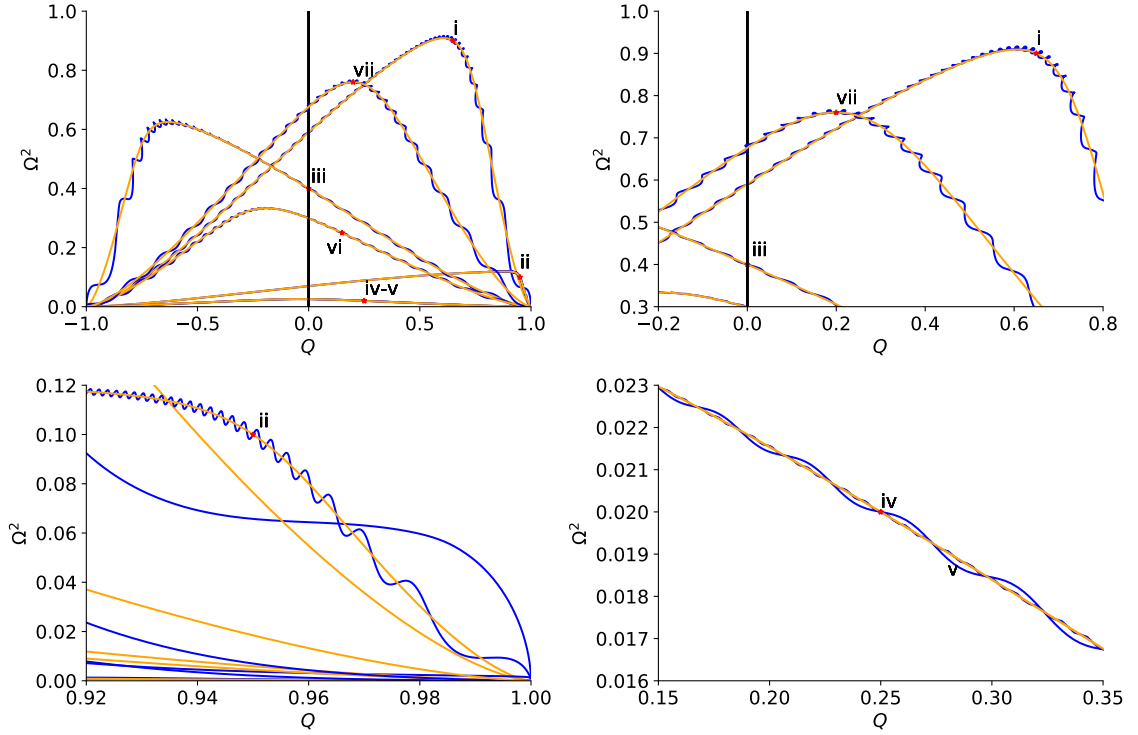 1.0
0.8
0.6
0.4
0.2
0.0
Ω²
i
vii
iii
vi
ii
iv-v
−1.0 −0.5 0.0 0.5 1.0
Q
1.0
0.9
0.8
0.7
0.6
0.5
0.4
0.3
Ω²
i
vii
iii
−0.2 0.0 0.2 0.4 0.6 0.8
Q
0.12
0.10
0.08
0.06
0.04
0.02
0.00
Ω²
ii
0.92 0.94 0.96 0.98 1.00
Q
0.023
0.022
0.021
0.020
0.019
0.018
0.017
0.016
Ω²
iv
v
0.15 0.20 0.25 0.30 0.35
Q